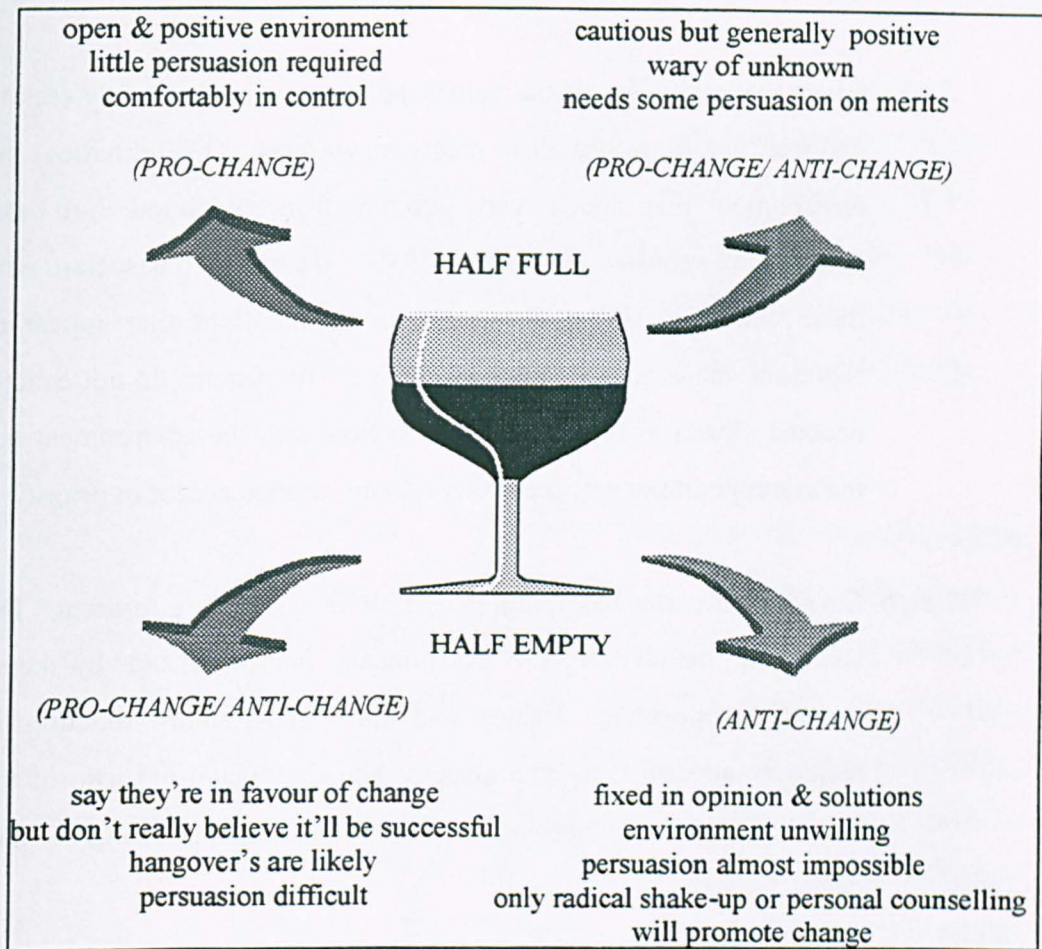 open & positive environment
little persuasion required
comfortably in control
(PRO-CHANGE)
cautious but generally positive
wary of unknown
needs some persuasion on merits
(PRO-CHANGE/ ANTI-CHANGE)
HALF FULL
HALF EMPTY
(PRO-CHANGE/ ANTI-CHANGE)
say they're in favour of change
but don't really believe it'll be successful
hangover's are likely
persuasion difficult
(ANTI-CHANGE)
fixed in opinion & solutions
environment unwilling
persuasion almost impossible
only radical shake-up or personal counselling
will promote change